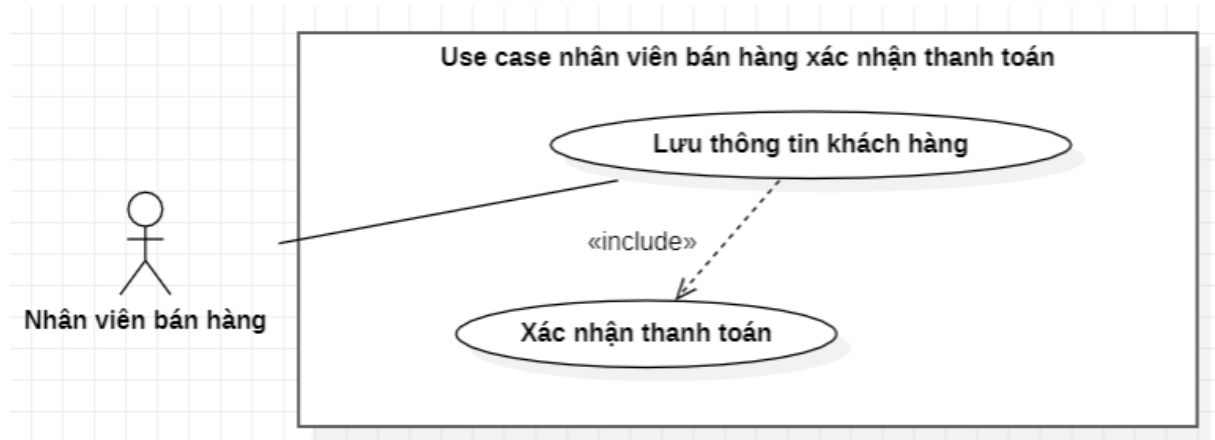 Use case nhân viên bán hàng xác nhận thanh toán
Lưu thông tin khách hàng
«include»
Nhân viên bán hàng
Xác nhận thanh toán